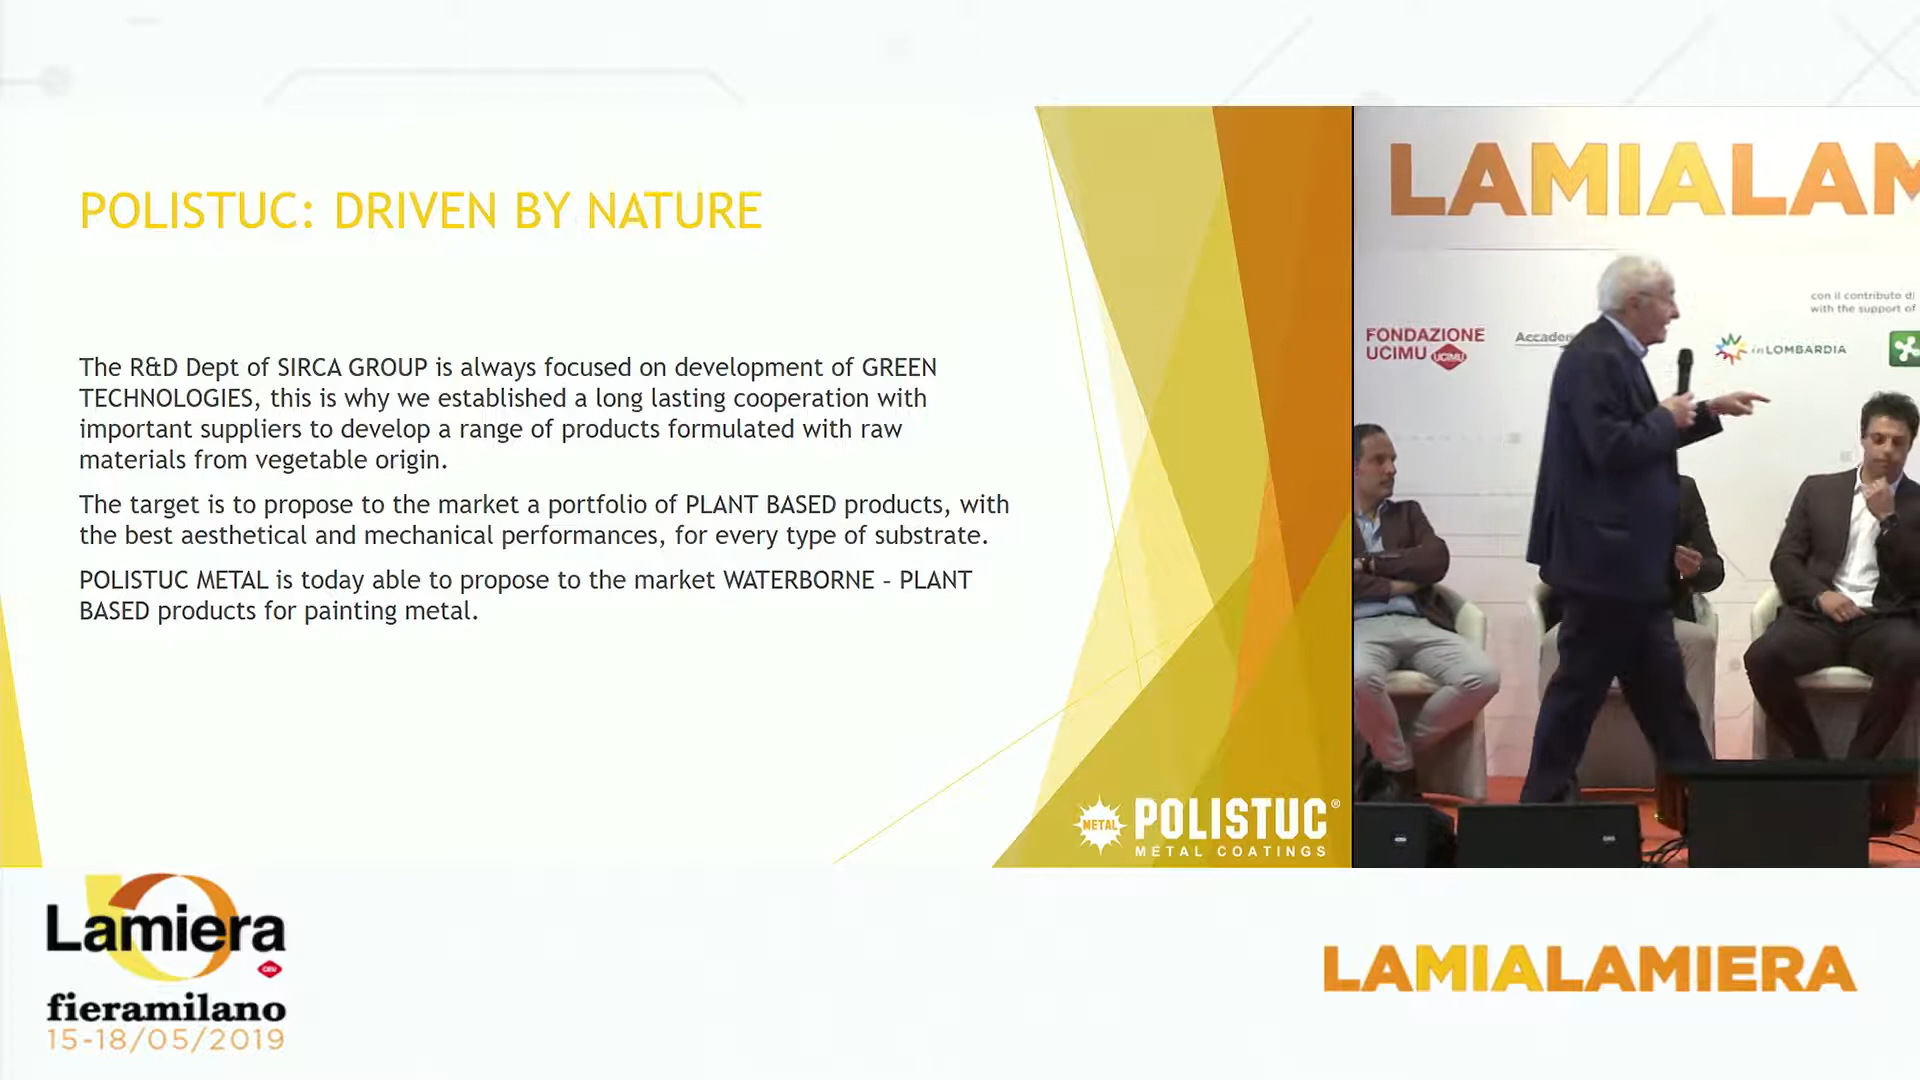 POLISTUC: DRIVEN BY NATURE
The R&D Dept of SIRCA GROUP is always focused on development of GREEN
TECHNOLOGIES, this is why we established a long lasting cooperation with
important suppliers to develop a range of products formulated with raw
materials from vegetable origin.
The target is to propose to the market a portfolio of PLANT BASED products, with
the best aesthetical and mechanical performances, for every type of substrate.
POLISTUC METAL is today able to propose to the market WATERBORNE – PLANT
BASED products for painting metal.
METAL
POLISTUC®
METAL COATINGS
LAMIALAM
con il contributo di
with the support of
FONDAZIONE
UCIMU
UCIMU
inLOMBARDIA
Lamiera
CEU
fieramilano
15-18/05/2019
LAMIALAMIERA